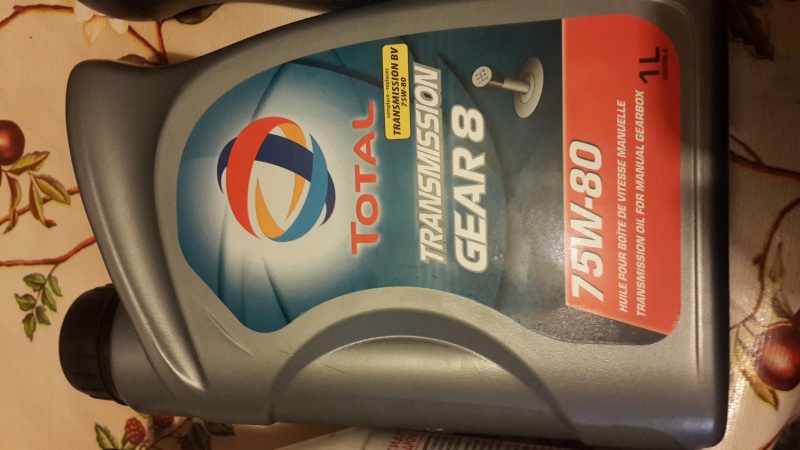 TOTAL
remplace - replaces
TRANSMISSION BV
75W-80
TRANSMISSION
GEAR 8
75W-80
HUILE POUR BOÎTE DE VITESSE MANUELLE
TRANSMISSION OIL FOR MANUAL GEARBOX
1L